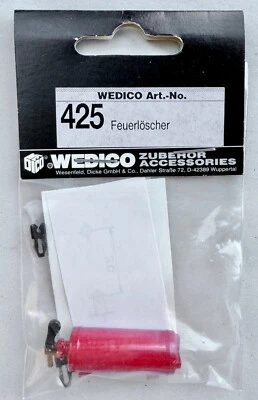 WEDICO Art.-No.
425 Feuerlöscher
WEDICO ZUBEHÖR
ACCESSORIES
Wesenfeld, Dicke GmbH & Co., Dahler Straße 72, D-42389 Wuppertal